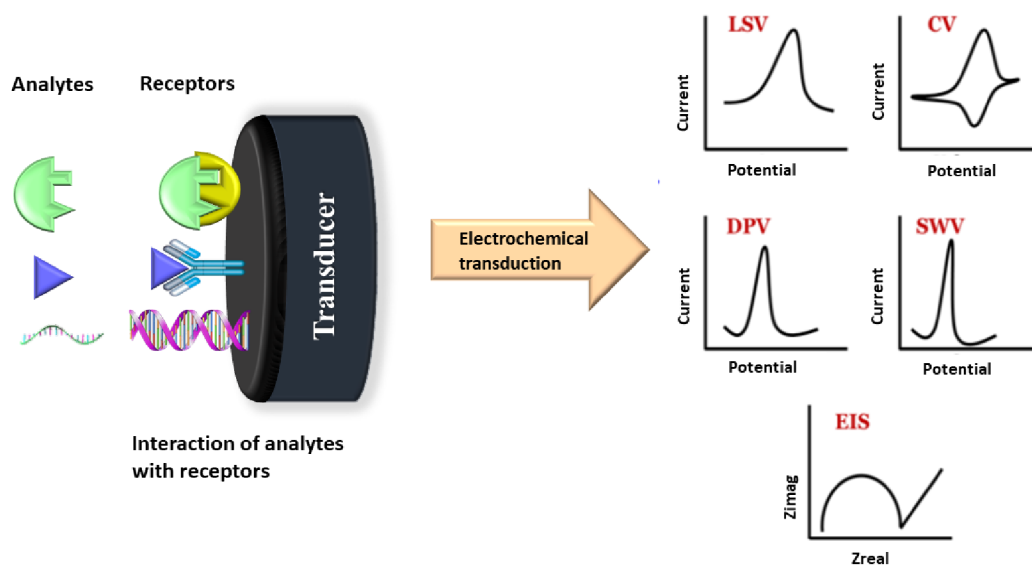 Analytes
Receptors
Transducer
Interaction of analytes
with receptors
Electrochemical
transduction
LSV
Current
Potential
CV
Current
DPV
Current
Potential
SWV
Current
Potential
EIS
Zimag
Zreal